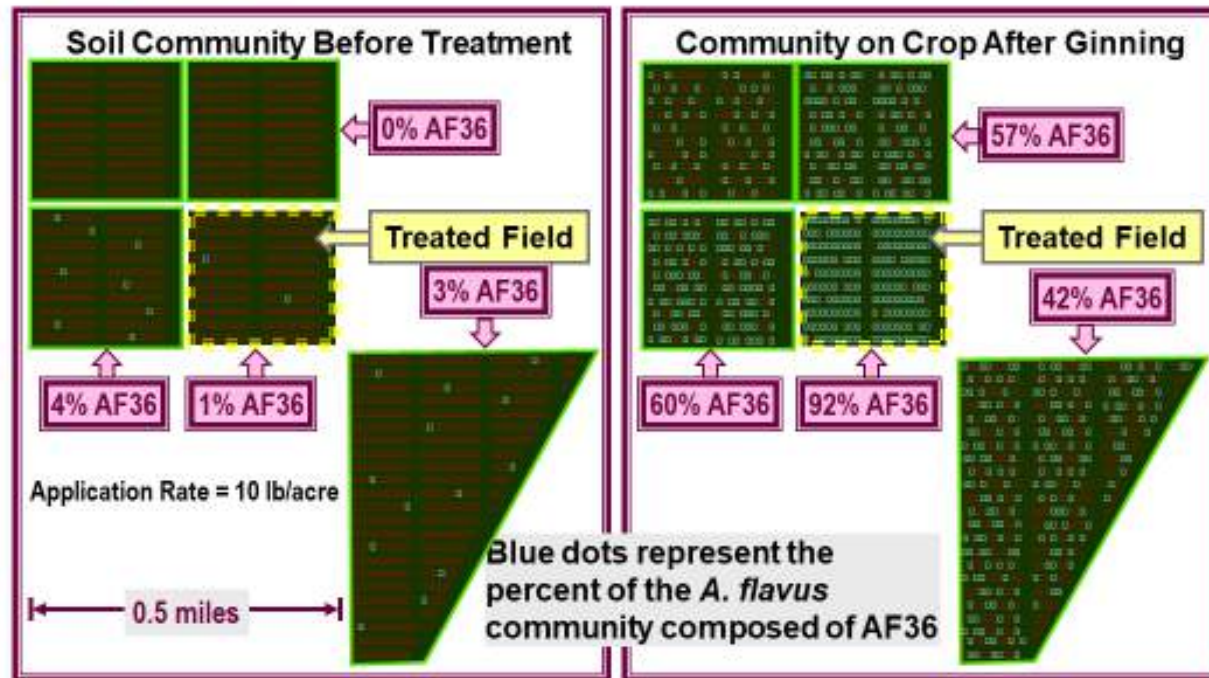 Soil Community Before Treatment
0% AF36
Treated Field
3% AF36
4% AF36
1% AF36
Application Rate = 10 lb/acre
0.5 miles
Community on Crop After Ginning
57% AF36
Treated Field
42% AF36
60% AF36
92% AF36
Blue dots represent the
percent of the A. flavus
community composed of AF36